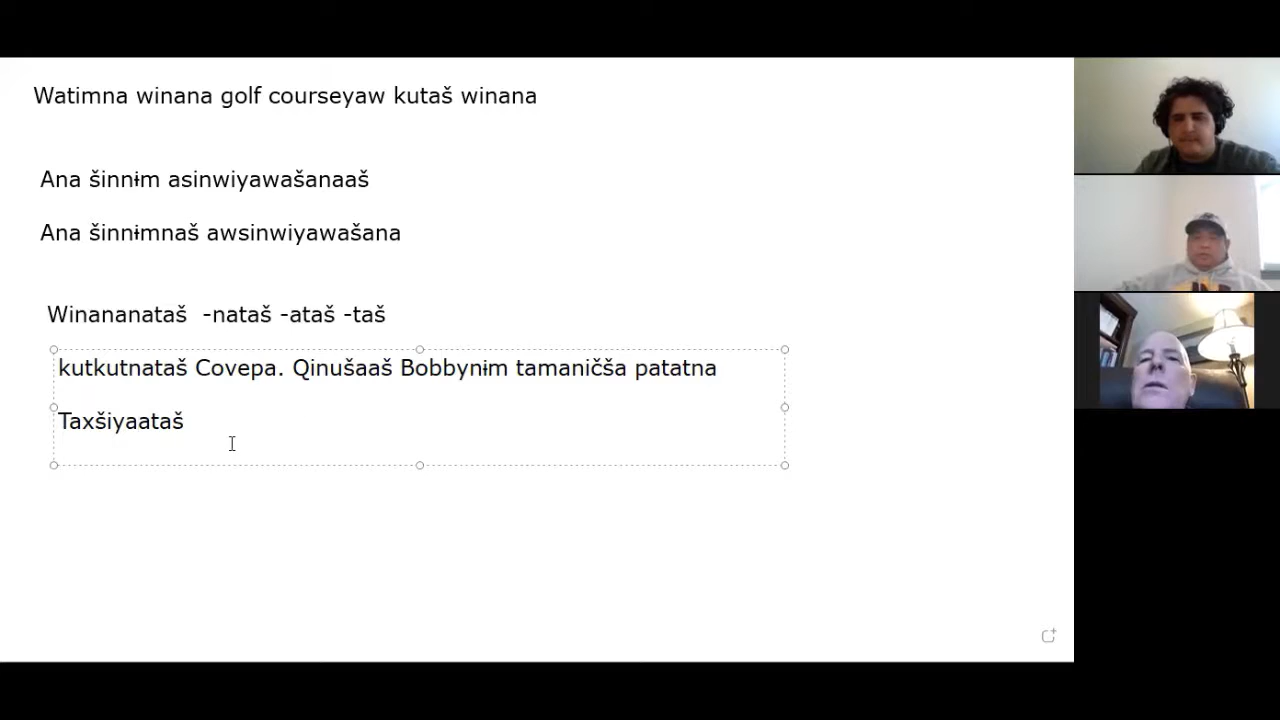 Watimna winana golf courseyaw kutaš winana
Ana šinnɨm asinwiyawašanaaš
Ana šinnɨmnaš awsinwiyawašana
Winananataš -nataš -ataš -taš
kutkutnataš Covepa. Qinušaaš Bobbynɨm tamaničša patatna
Taxšiyaataš